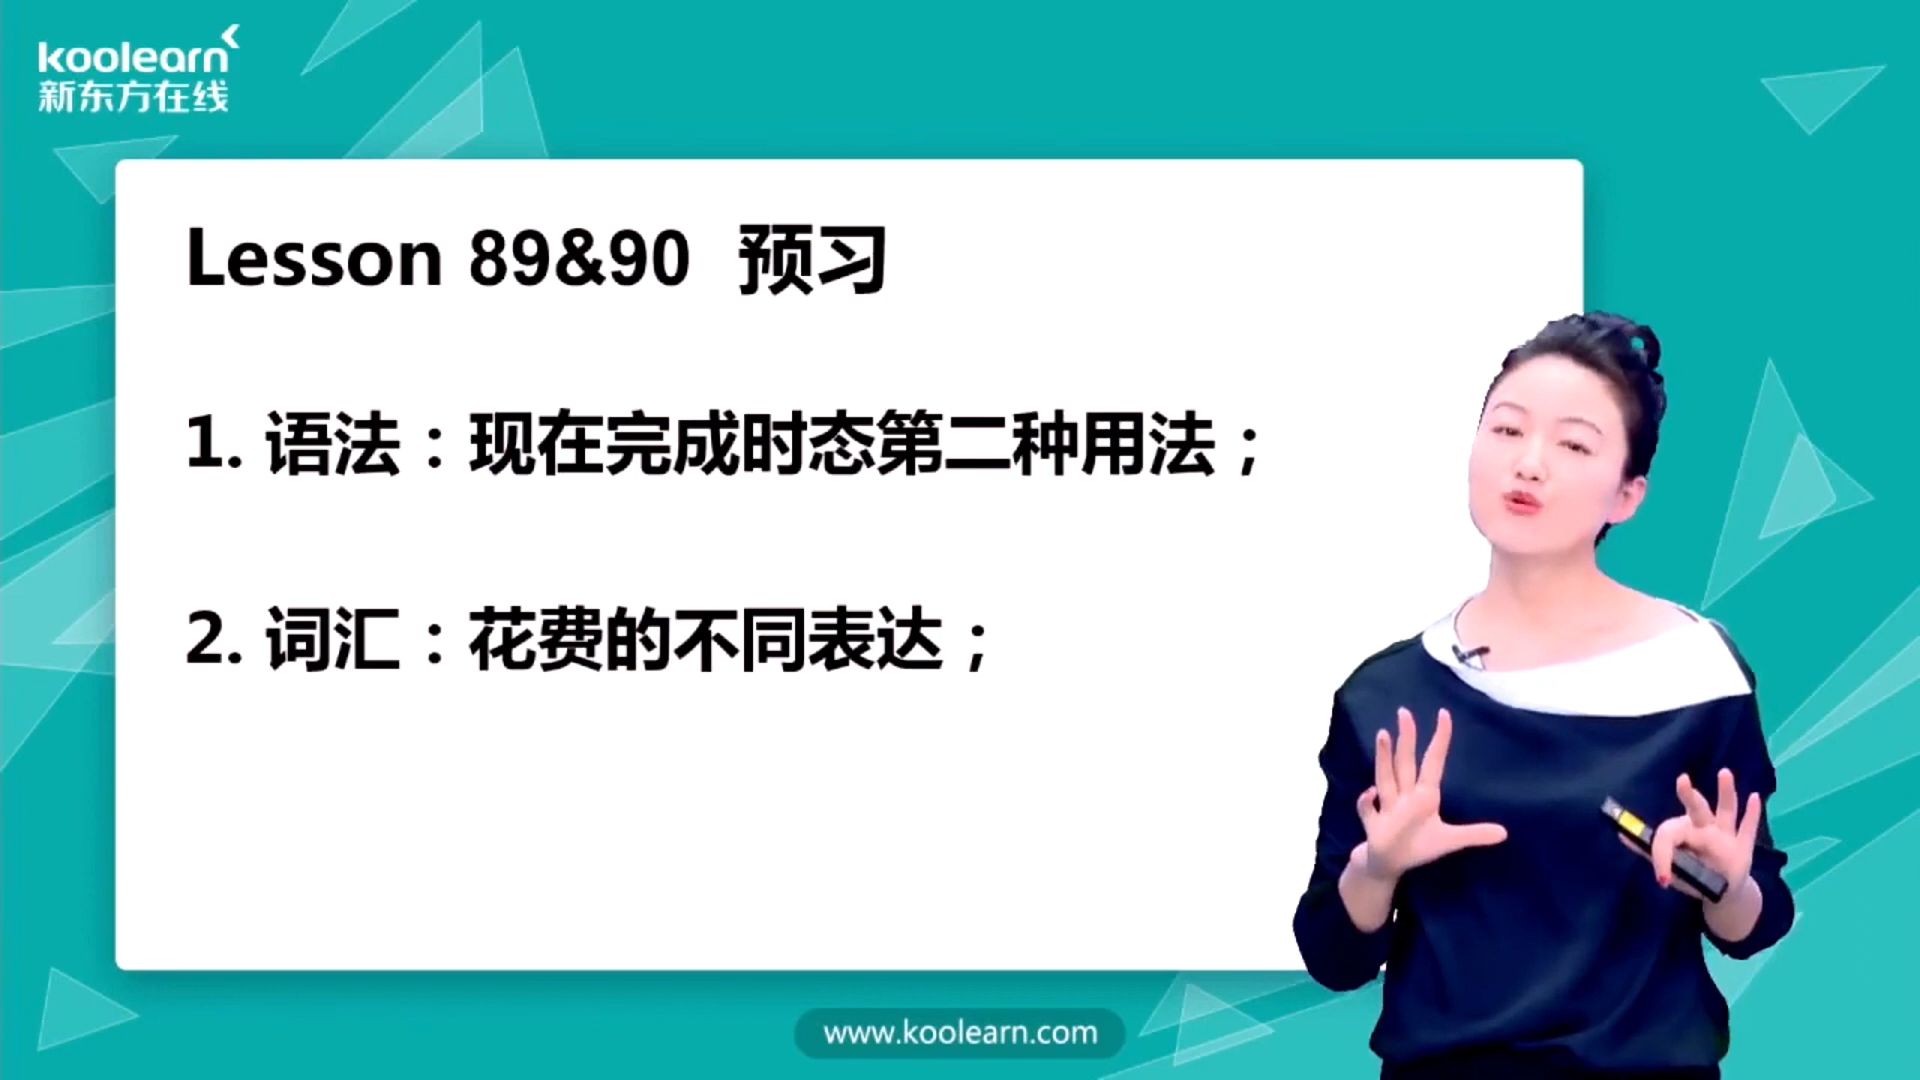 koolearn
新东方在线
Lesson 89&90 预习
1. 语法：现在完成时态第二种用法；
2. 词汇：花费的不同表达；
www.koolearn.com